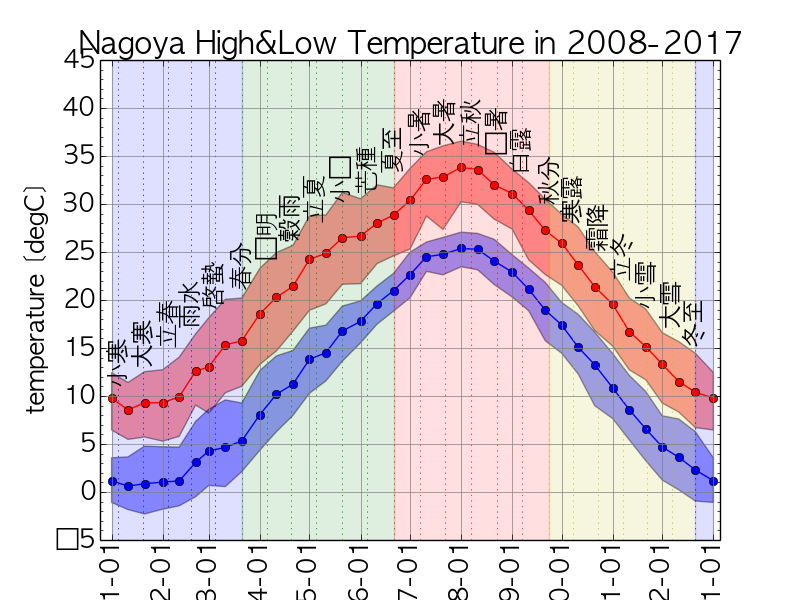 Nagoya High&Low Temperature in 2008-2017
temperature [degC]
45
40
35
30
25
20
15
10
5
0
□5
小寒
大寒
立春
雨水
啓蟄
春分
□明
穀雨
立夏
小□
芒種
夏至
小暑
大暑
立秋
□暑
白露
秋分
寒露
霜降
立冬
小雪
大雪
冬至
1-01
2-01
3-01
4-01
5-01
6-01
7-01
8-01
9-01
0-01
1-01
2-01
1-01